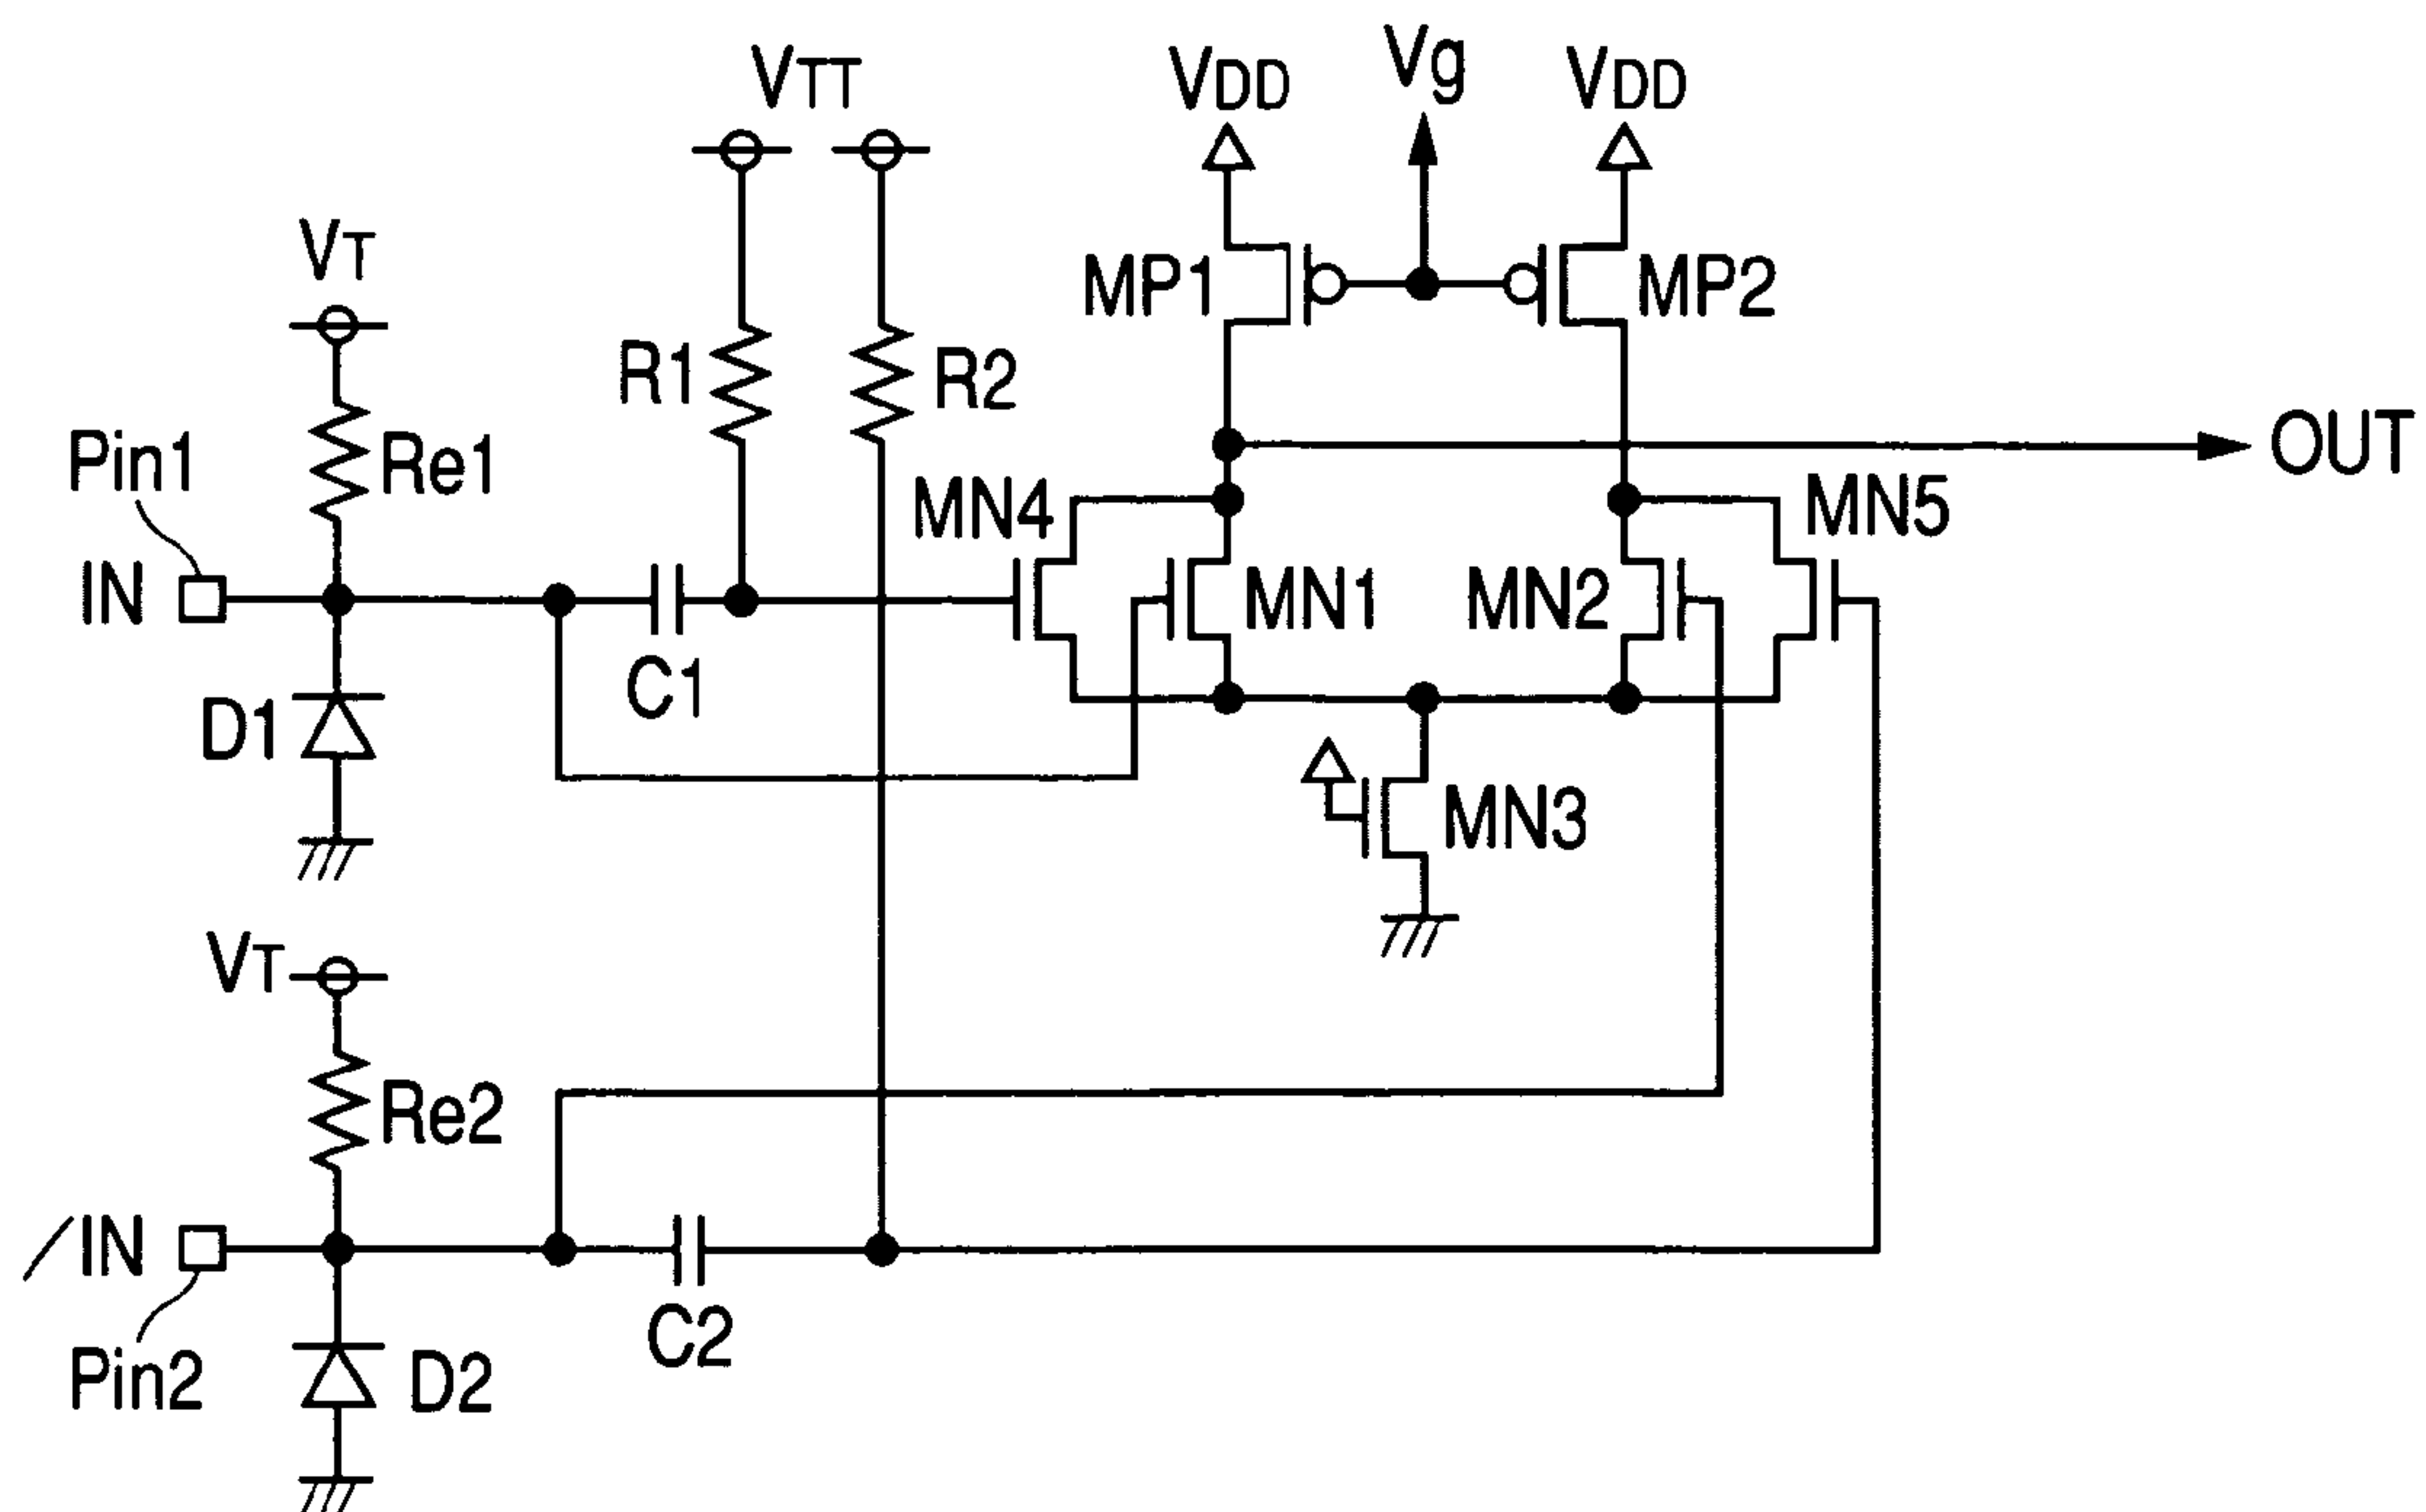 VTT
VDD
Vg
VDD
VT
MP1
MP2
R1
R2
Pin1
Re1
OUT
MN4
MN5
IN
MN1
MN2
C1
D1
MN3
VT
Re2
/IN
C2
Pin2
D2